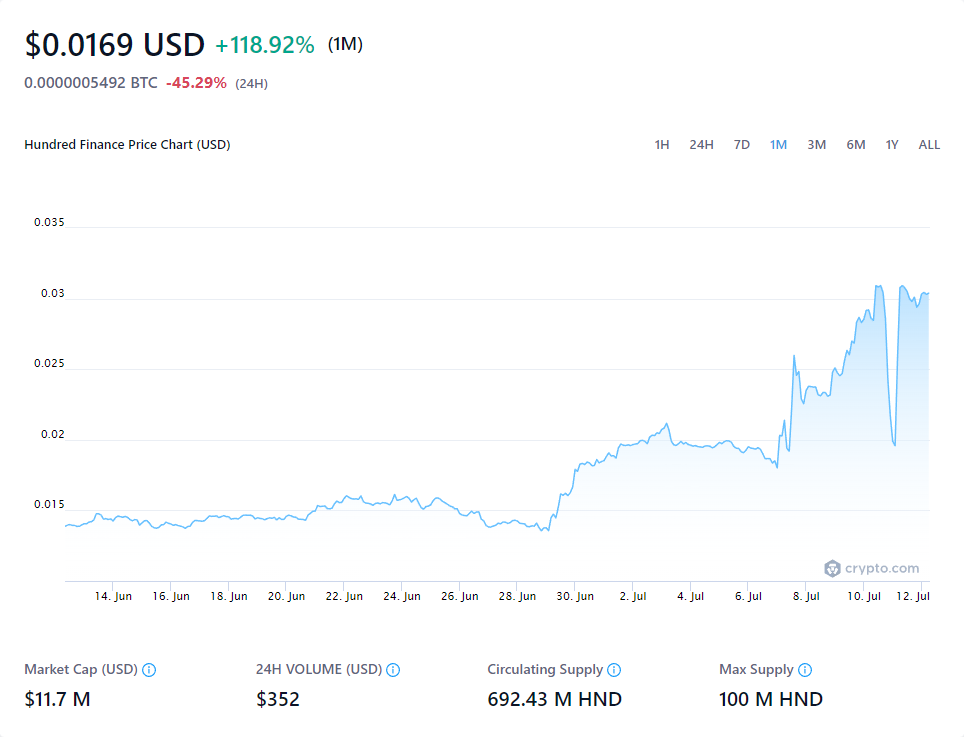 $0.0169 USD +118.92% (1M)
0.0000005492 BTC -45.29% (24H)
Hundred Finance Price Chart (USD) 1H 24H 7D 1M 3M 6M 1Y ALL
0.035
0.03
0.025
0.02
0.015
crypto.com
14. Jun 16. Jun 18. Jun 20. Jun 22. Jun 24. Jun 26. Jun 28. Jun 30. Jun 2. Jul 4. Jul 6. Jul 8. Jul 10. Jul 12. Jul
Market Cap (USD) 24H VOLUME (USD) Circulating Supply Max Supply
$11.7 M $352 692.43 M HND 100 M HND